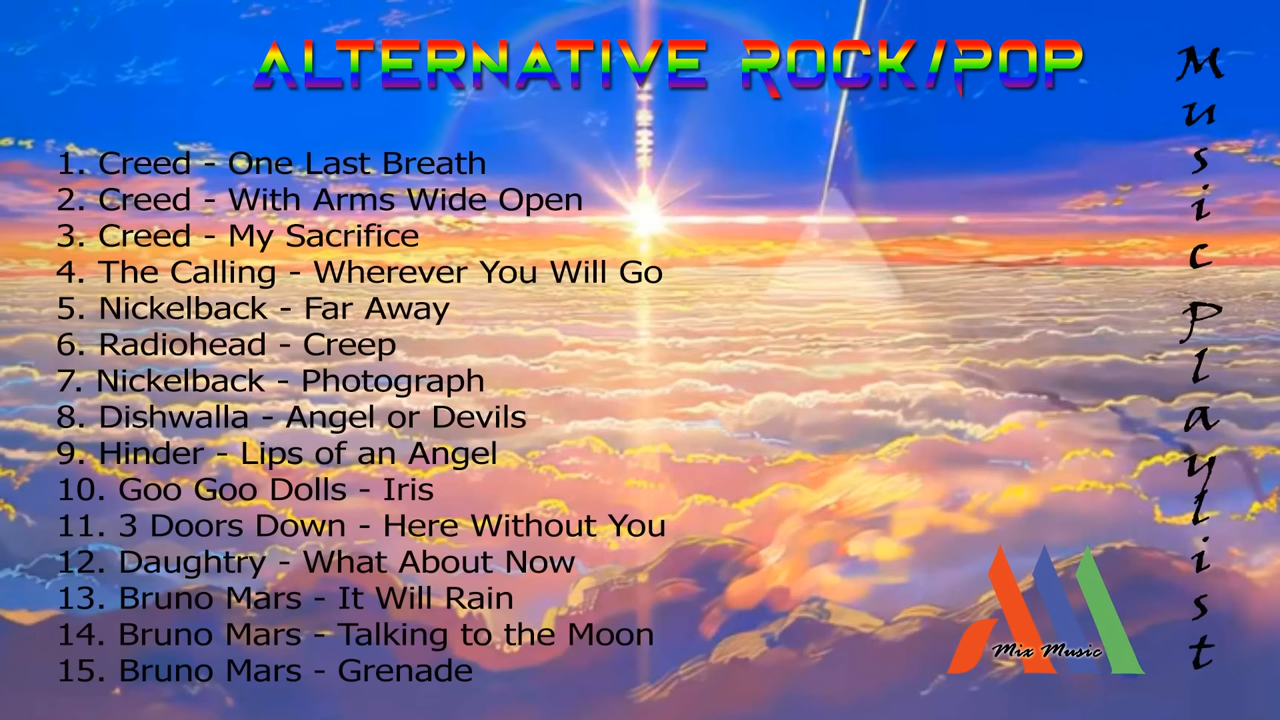 ALTERNATIVE ROCK/POP
1. Creed - One Last Breath
2. Creed - With Arms Wide Open
3. Creed - My Sacrifice
4. The Calling - Wherever You Will Go
5. Nickelback - Far Away
6. Radiohead - Creep
7. Nickelback - Photograph
8. Dishwalla - Angel or Devils
9. Hinder - Lips of an Angel
10. Goo Goo Dolls - Iris
11. 3 Doors Down - Here Without You
12. Daughtry - What About Now
13. Bruno Mars - It Will Rain
14. Bruno Mars - Talking to the Moon
15. Bruno Mars - Grenade
Music Playlist
Mix Music